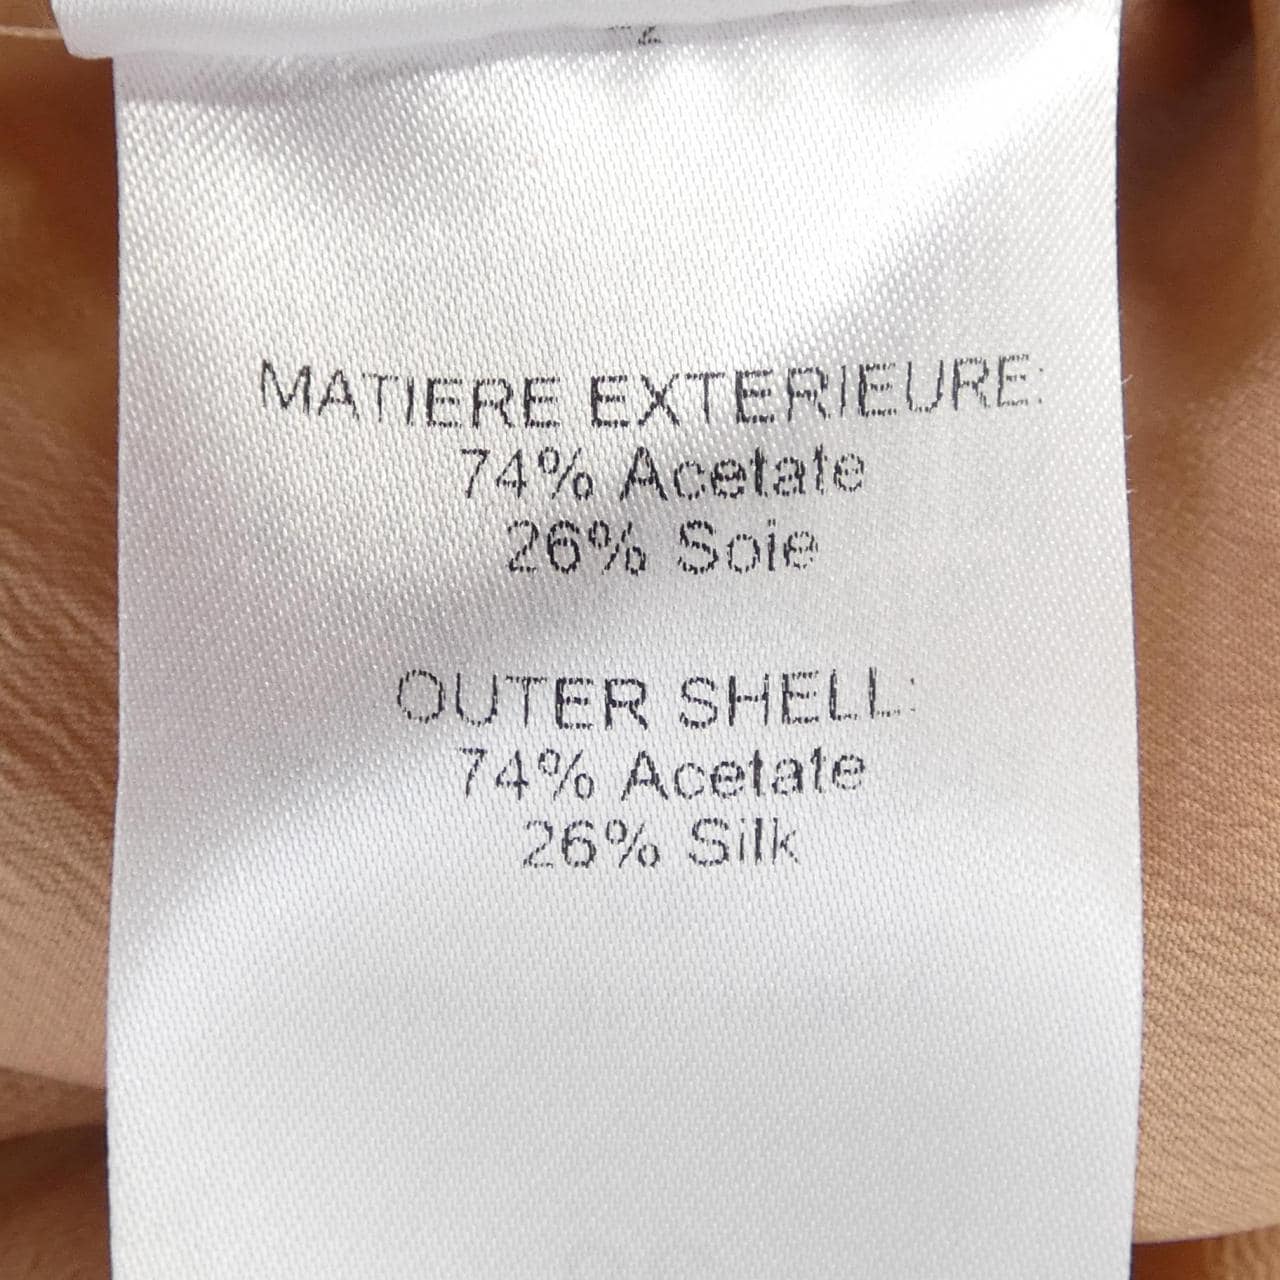 MATIERE EXTERIEURE:
74% Acetate
26% Soie
OUTER SHELL:
74% Acetate
26% Silk